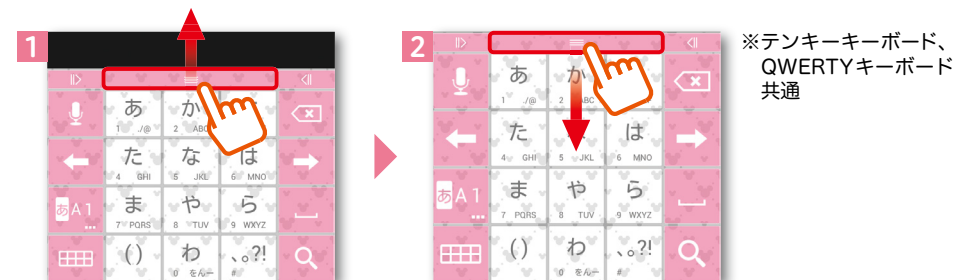 1
あ か
1 ./@ 2 ABC
た な は
4 GHI 5 JKL 6 MNO
あA1 ま や ら
7 PQRS 8 TUV 9 WXYZ
() わ 、。?!
0 をんー #
2
あ か
1 ./@ 2 ABC
た は
4 GHI 5 JKL 6 MNO
あA1 ま や ら
7 PQRS 8 TUV 9 WXYZ
() わ 、。?!
0 をんー #
※テンキーキーボード、
QWERTYキーボード
共通